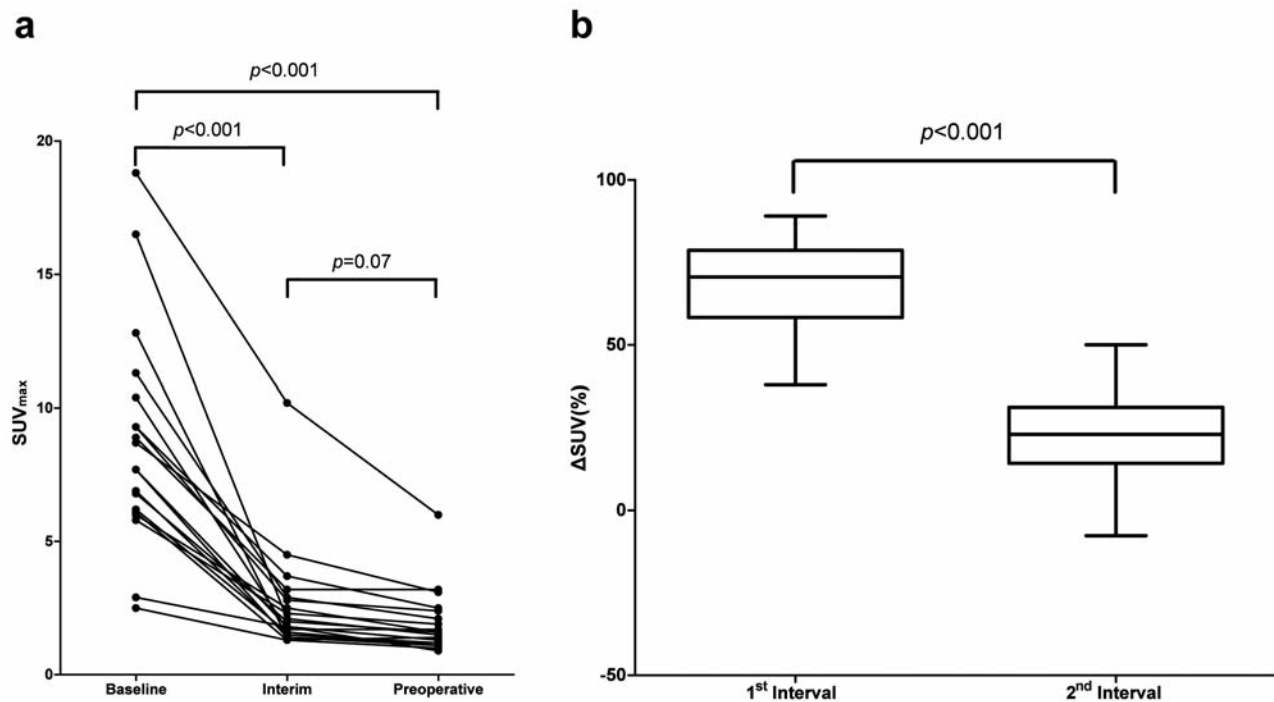 a
p<0.001
p<0.001
p=0.07
20
15
10
5
0
SUVmax
Baseline Interim Preoperative
b
p<0.001
100
50
0
-50
ΔSUV(%)
1st Interval 2nd Interval